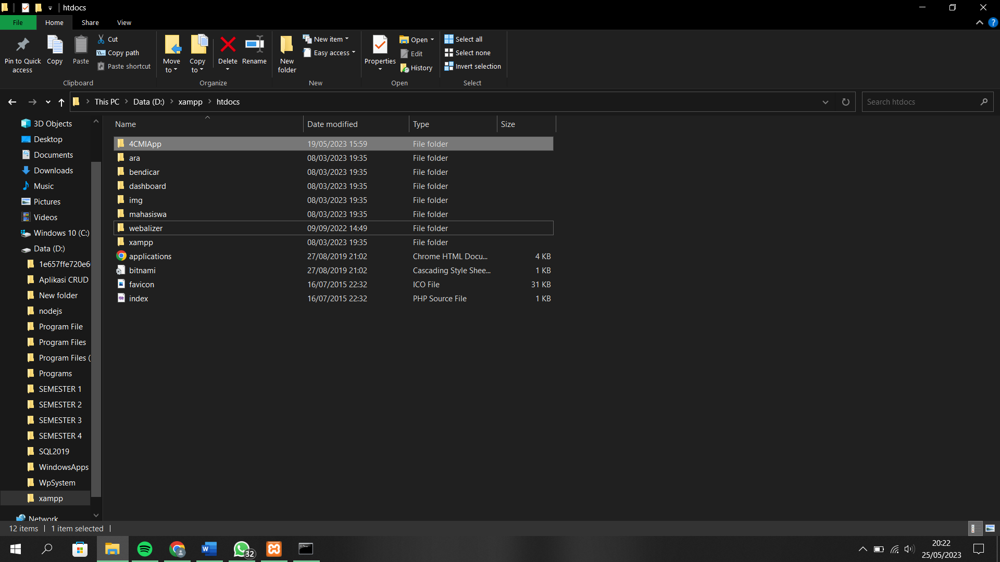 htdocs
File Home Share View
Pin to Quick access
Copy
Paste
Cut
Copy path
Paste shortcut
Clipboard
Move to
Copy to
Delete
Rename
Organize
New folder
New item
Easy access
New
Properties
Open
Edit
History
Open
Select all
Select none
Invert selection
Select
This PC > Data (D:) > xampp > htdocs
Search htdocs
3D Objects
Desktop
Documents
Downloads
Music
Pictures
Videos
Windows 10 (C:)
Data (D:)
1e657ffe720e6
Aplikasi CRUD
New folder
nodejs
Program File
Program Files
Program Files (
Programs
SEMESTER 1
SEMESTER 2
SEMESTER 3
SEMESTER 4
SQL2019
WindowsApps
WpSystem
xampp
Network
Name Date modified Type Size
4CMIApp 19/05/2023 15:59 File folder
ara 08/03/2023 19:35 File folder
bendicar 08/03/2023 19:35 File folder
dashboard 08/03/2023 19:35 File folder
img 08/03/2023 19:35 File folder
mahasiswa 08/03/2023 19:35 File folder
webalizer 09/09/2022 14:49 File folder
xampp 08/03/2023 19:35 File folder
applications 27/08/2019 21:02 Chrome HTML Docu... 4 KB
bitnami 27/08/2019 21:02 Cascading Style Shee... 1 KB
favicon 16/07/2015 22:32 ICO File 31 KB
index 16/07/2015 22:32 PHP Source File 1 KB
12 items 1 item selected
32
20:22
25/05/2023